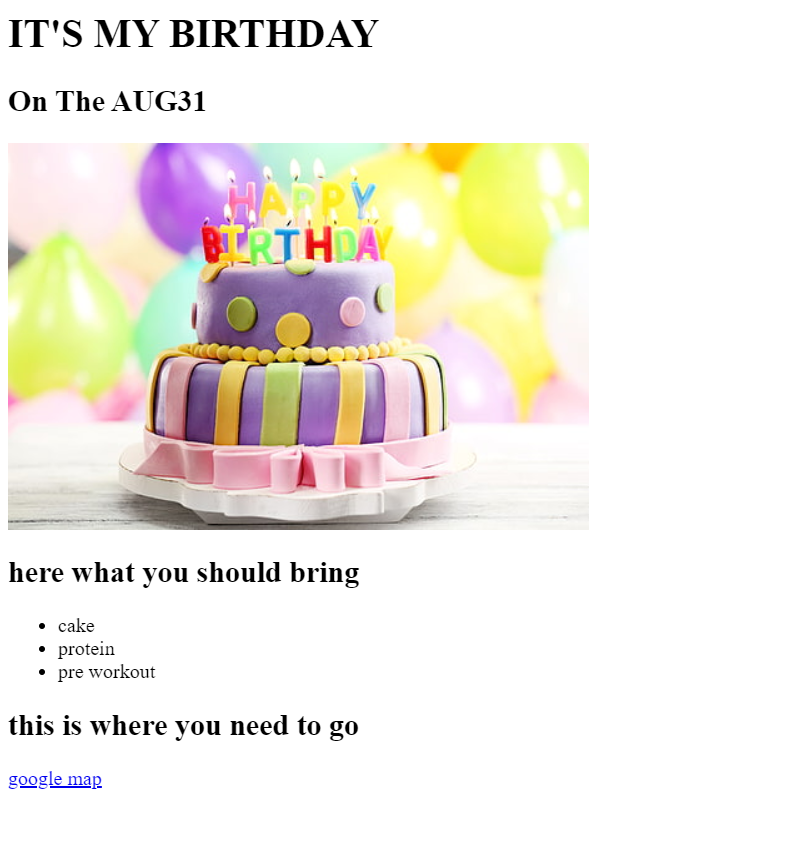 IT'S MY BIRTHDAY
On The AUG31
HAPPY
BIRTHDAY
here what you should bring
cake
protein
pre workout
this is where you need to go
google map